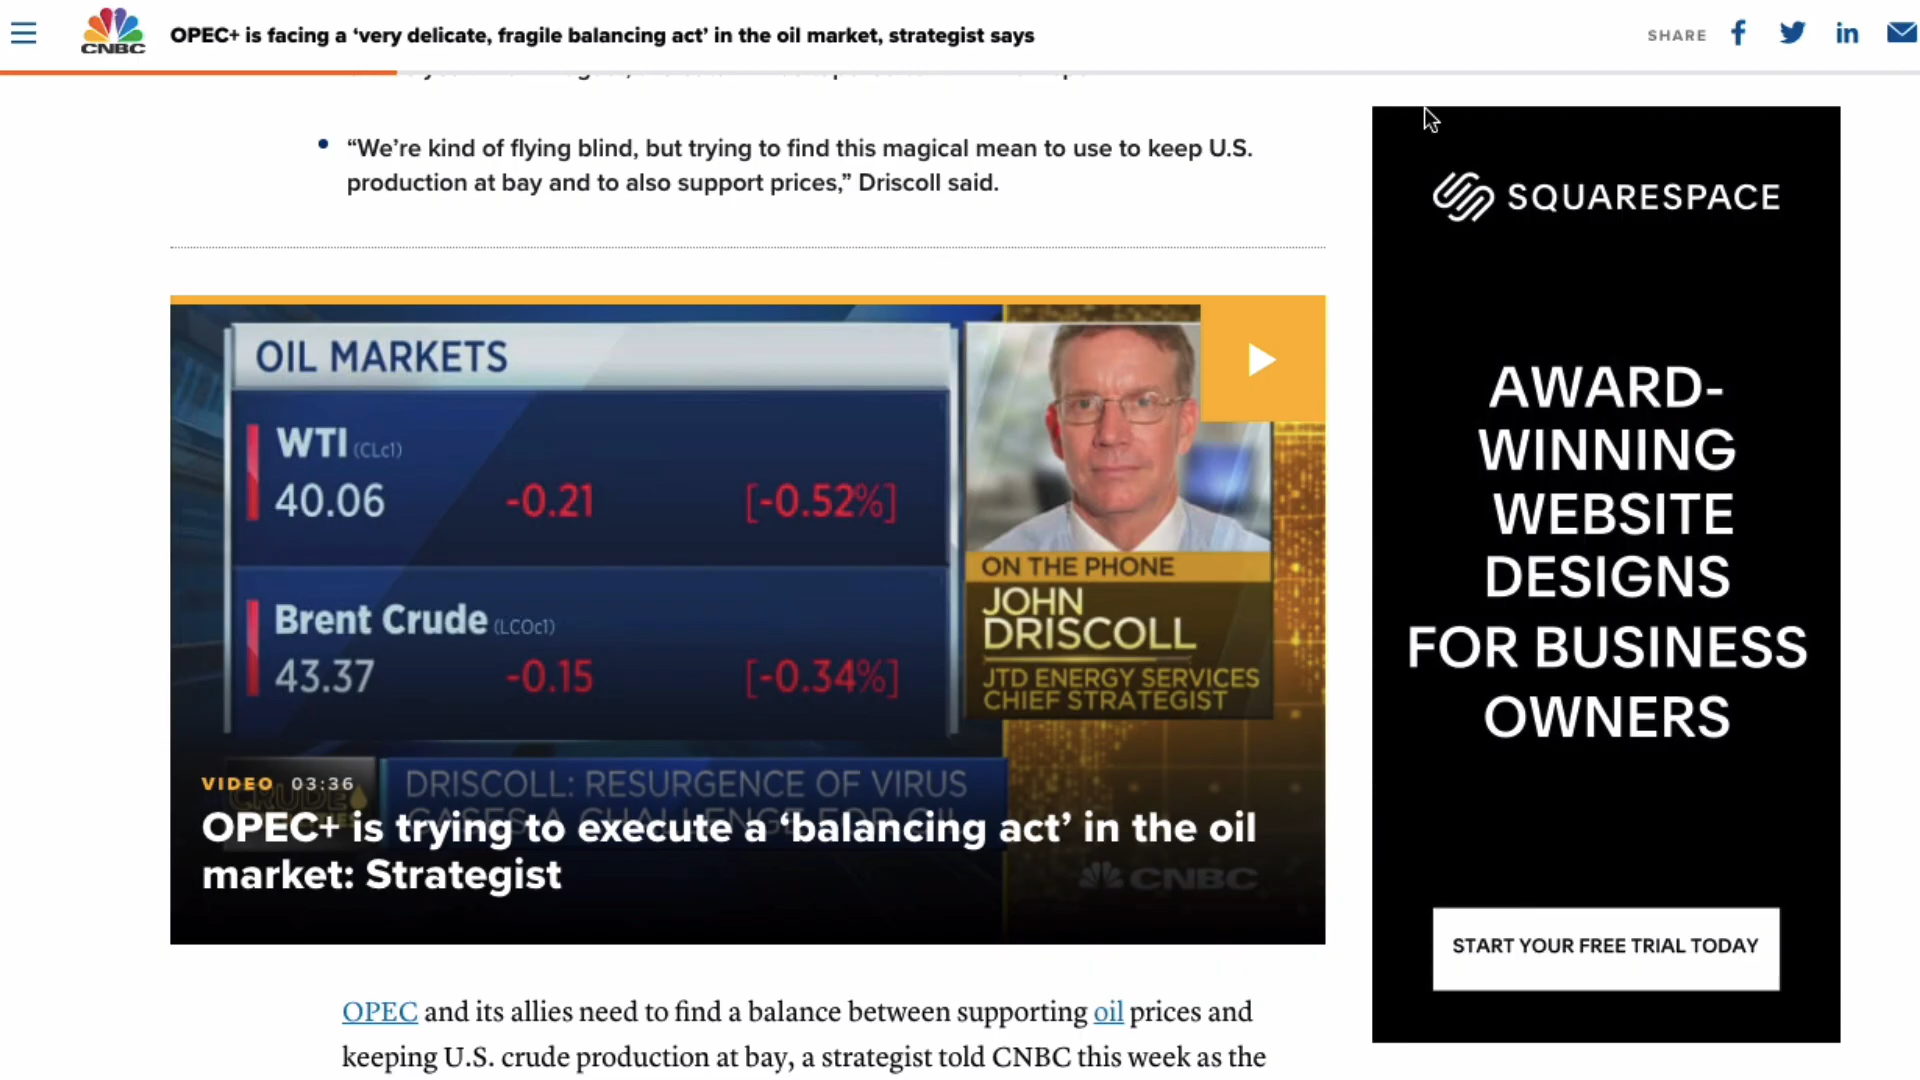 CNBC
OPEC+ is facing a ‘very delicate, fragile balancing act’ in the oil market, strategist says
SHARE
“We’re kind of flying blind, but trying to find this magical mean to use to keep U.S.
production at bay and to also support prices,” Driscoll said.
OIL MARKETS
WTI (CLc1)
40.06 -0.21 [-0.52%]
Brent Crude (LCOc1)
43.37 -0.15 [-0.34%]
ON THE PHONE
JOHN
DRISCOLL
JTD ENERGY SERVICES
CHIEF STRATEGIST
DRISCOLL: RESURGENCE OF VIRUS
CASES A CHALLENGE FOR OIL
VIDEO 03:36
OPEC+ is trying to execute a ‘balancing act’ in the oil
market: Strategist
CNBC
OPEC and its allies need to find a balance between supporting oil prices and
keeping U.S. crude production at bay, a strategist told CNBC this week as the
SQUARESPACE
AWARD-
WINNING
WEBSITE
DESIGNS
FOR BUSINESS
OWNERS
START YOUR FREE TRIAL TODAY